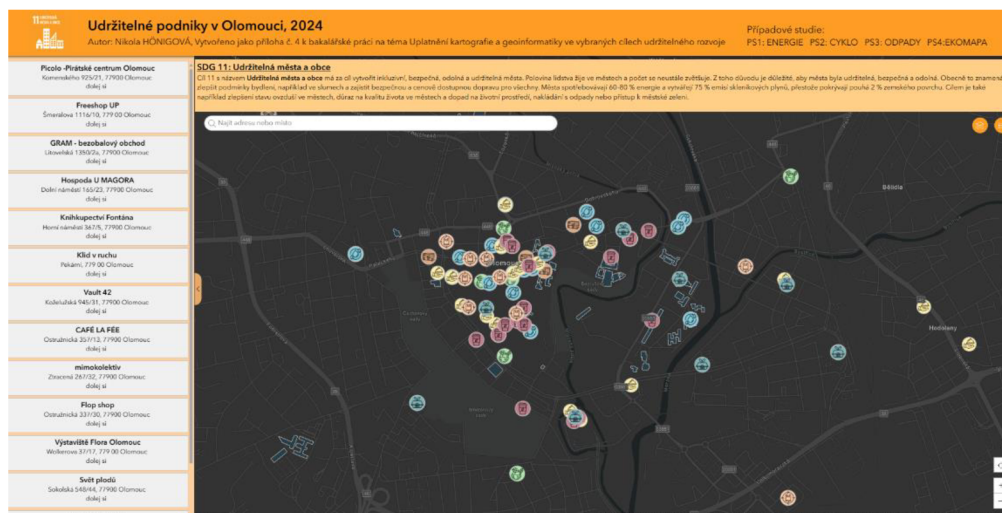 11 UDRŽITELNÁ MĚSTA A OBCE
Udržitelné podniky v Olomouci, 2024
Autor: Nikola HÖNIGOVÁ, Vytvořeno jako příloha č. 4 k bakalářské práci na téma Uplatnění kartografie a geoinformatiky ve vybraných cílech udržitelného rozvoje
Případové studie:
PS1: ENERGIE PS2: CYKLO PS3: ODPADY PS4:EKOMAPA
Picolo -Pirátské centrum Olomouc
Komenského 925/21, 77900 Olomouc
dolej si
Freeshop UP
Šmeralova 1116/10, 779 00 Olomouc
dolej si
GRAM - bezobalový obchod
Litovelská 1350/2a, 77900 Olomouc
dolej si
Hospoda U MAGORA
Dolní náměstí 165/23, 77900 Olomouc
dolej si
Knihkupectví Fontána
Horní náměstí 367/5, 77900 Olomouc
dolej si
Klid v ruchu
Pekární, 779 00 Olomouc
dolej si
Vault 42
Koželužská 945/31, 77900 Olomouc
dolej si
CAFÉ LA FÉE
Ostružnická 357/12, 77900 Olomouc
dolej si
mimokolektiv
Ztracená 267/32, 77900 Olomouc
dolej si
Flop shop
Ostružnická 337/30, 77900 Olomouc
dolej si
Výstaviště Flora Olomouc
Wolkerova 37/17, 779 00 Olomouc
dolej si
Svět plodů
Sokolská 548/44, 77900 Olomouc
dolej si
SDG 11: Udržitelná města a obce
Cíl 11 s názvem Udržitelná města a obce má za cíl vytvořit inkluzivní, bezpečná, odolná a udržitelná města. Polovina lidstva žije ve městech a počet se neustále zvětšuje. Z toho důvodu je důležité, aby města byla udržitelná, bezpečná a odolná. Obecně to znamená
zlepšit podmínky bydlení, například ve slumech a zajistit bezpečnou a cenově dostupnou dopravu pro všechny. Města spotřebovávají 60-80 % energie a vytvářejí 75 % emisí skleníkových plynů, přestože pokrývají pouhá 2 % zemského povrchu. Cílem je také
například zlepšení stavu ovzduší ve městech, důraz na kvalitu života ve městech a dopad na životní prostředí, nakládání s odpady nebo přístup k městské zeleni.
Najít adresu nebo místo
Bělidla
Olomouc
Hodolany